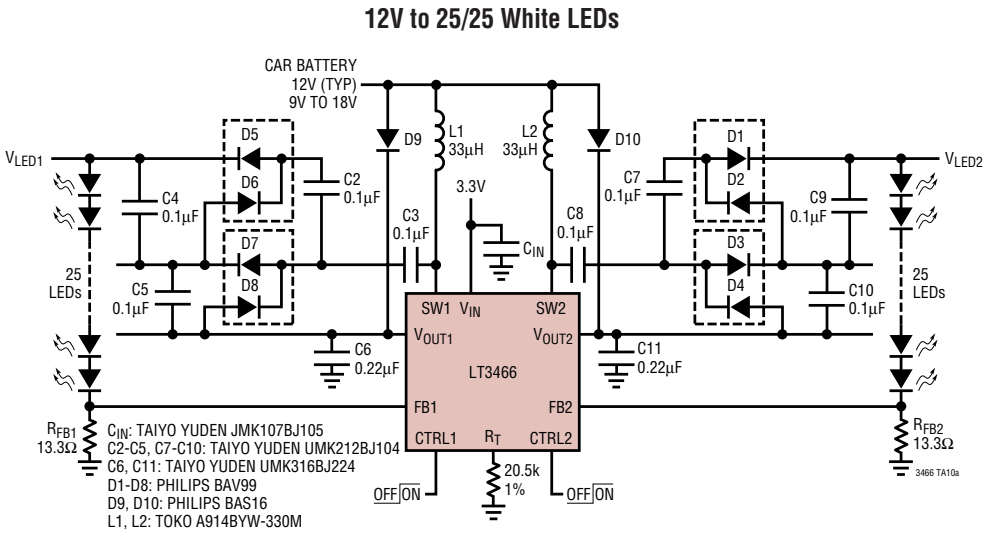 12V to 25/25 White LEDs
CAR BATTERY
12V (TYP)
9V TO 18V
D9
L1
33µH
L2
33µH
D10
VLED1
D5
D6
C4
0.1µF
C2
0.1µF
3.3V
C7
0.1µF
D1
D2
C9
0.1µF
VLED2
C3
0.1µF
CIN
C8
0.1µF
25
LEDs
C5
0.1µF
D7
D8
D3
D4
C10
0.1µF
25
LEDs
SW1 VIN SW2
VOUT1 VOUT2
C6
0.22µF
LT3466
C11
0.22µF
FB1 FB2
RFB1
13.3Ω
CTRL1 RT CTRL2
RFB2
13.3Ω
CIN: TAIYO YUDEN JMK107BJ105
C2-C5, C7-C10: TAIYO YUDEN UMK212BJ104
C6, C11: TAIYO YUDEN UMK316BJ224
D1-D8: PHILIPS BAV99
D9, D10: PHILIPS BAS16
L1, L2: TOKO A914BYW-330M
OFF ON
20.5k
1%
OFF ON
3466 TA10a